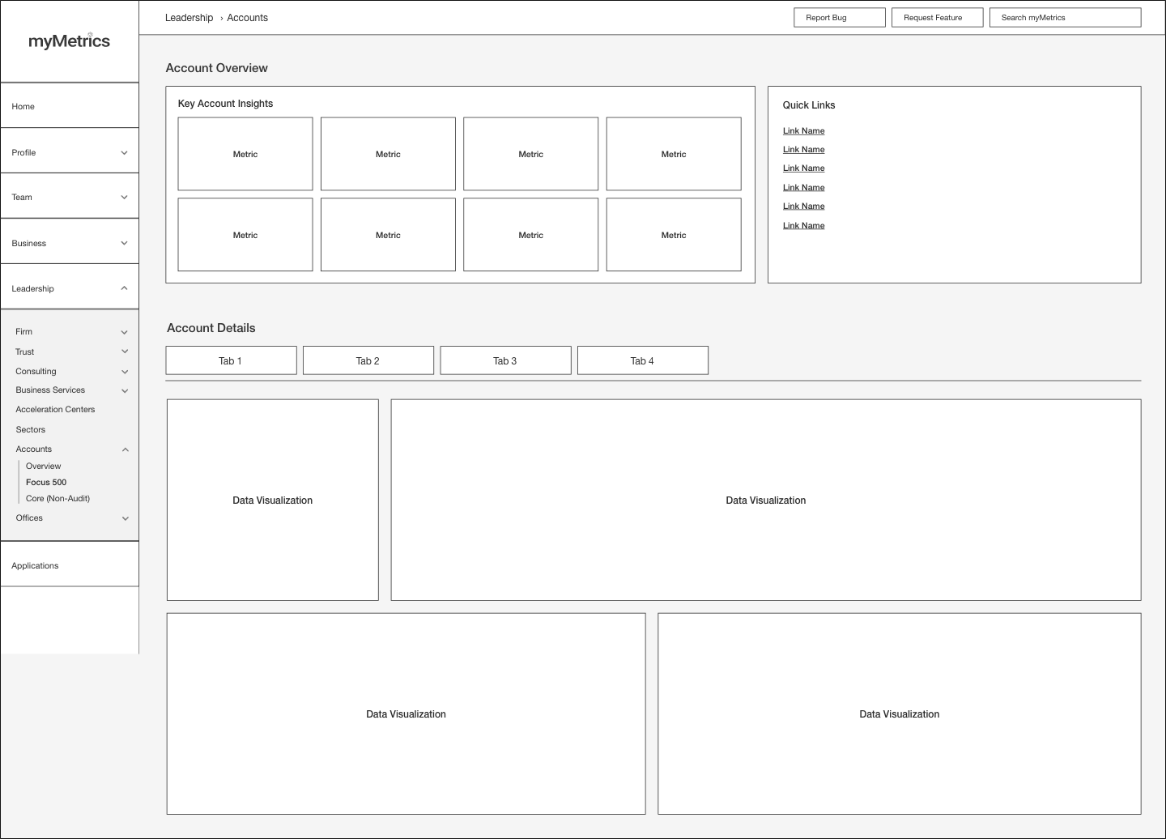 myMetrics
Leadership › Accounts
Report Bug
Request Feature
Search myMetrics
Home
Profile
Team
Business
Leadership
Firm
Trust
Consulting
Business Services
Acceleration Centers
Sectors
Accounts
Overview
Focus 500
Core (Non-Audit)
Offices
Applications
Account Overview
Key Account Insights
Metric
Metric
Metric
Metric
Metric
Metric
Metric
Metric
Quick Links
Link Name
Link Name
Link Name
Link Name
Link Name
Link Name
Account Details
Tab 1
Tab 2
Tab 3
Tab 4
Data Visualization
Data Visualization
Data Visualization
Data Visualization